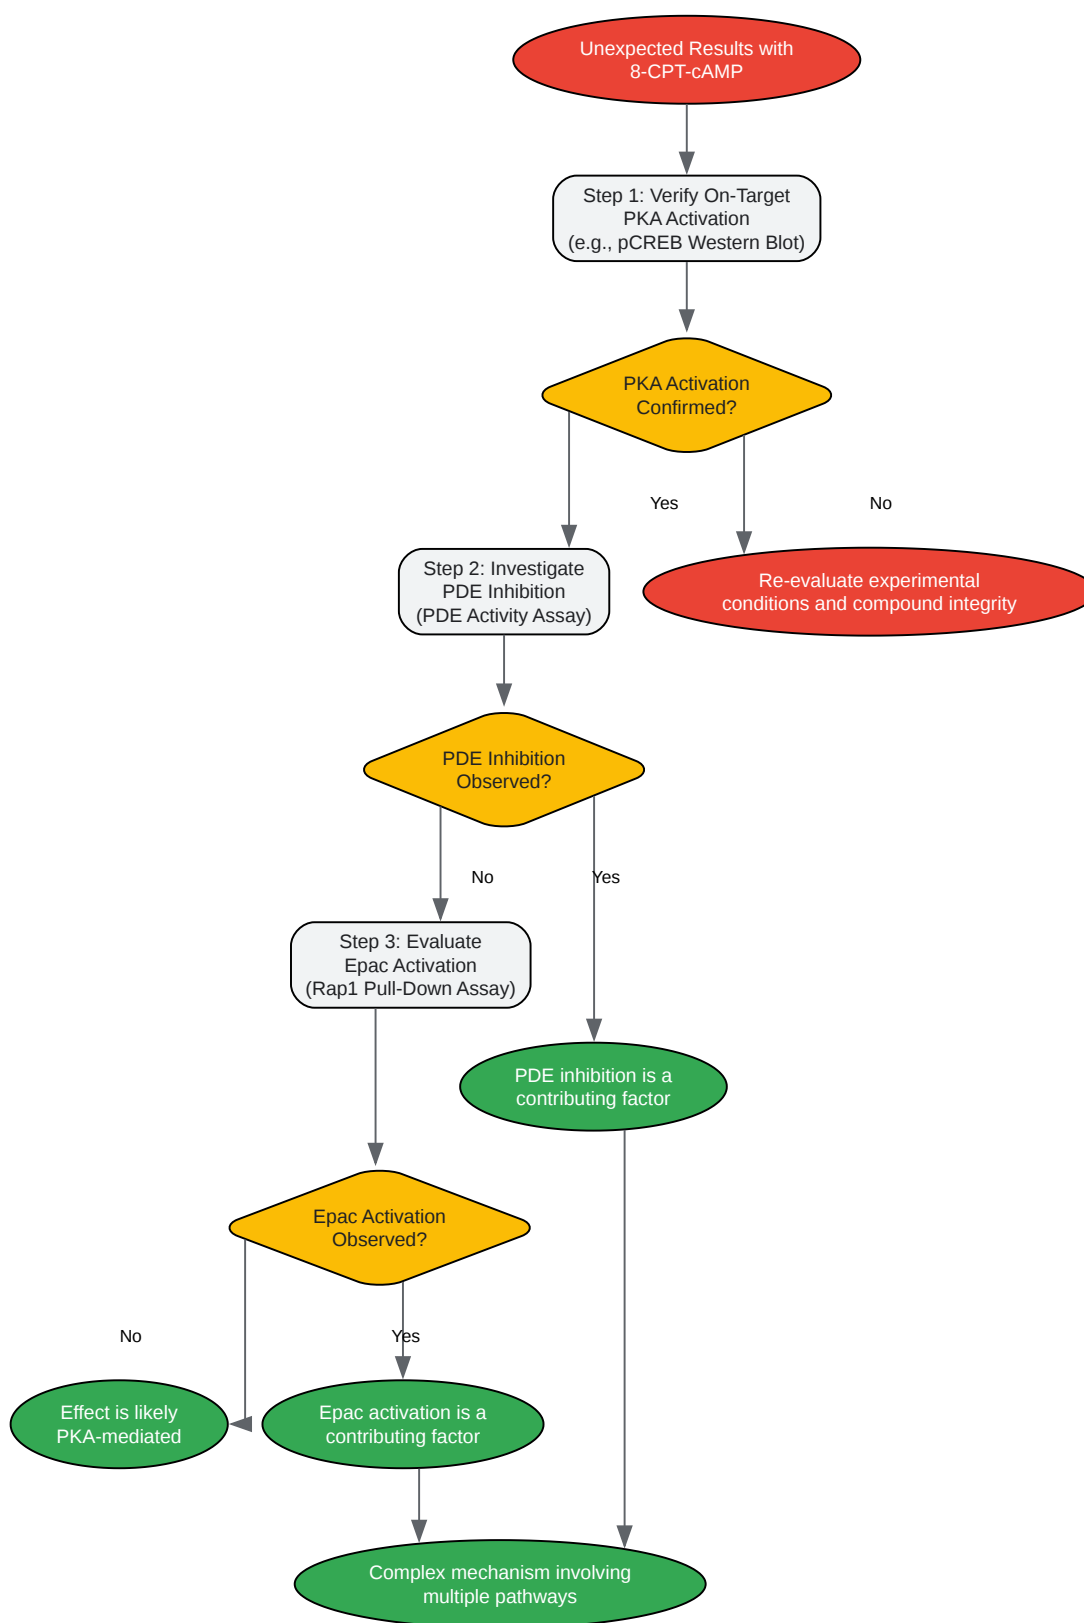 Unexpected Results with
8-CPT-cAMP
Step 1: Verify On-Target
PKA Activation
(e.g., pCREB Western Blot)
PKA Activation
Confirmed?
Yes
No
Step 2: Investigate
PDE Inhibition
(PDE Activity Assay)
Re-evaluate experimental
conditions and compound integrity
PDE Inhibition
Observed?
No
Yes
Step 3: Evaluate
Epac Activation
(Rap1 Pull-Down Assay)
PDE inhibition is a
contributing factor
Epac Activation
Observed?
No
Yes
Effect is likely
PKA-mediated
Epac activation is a
contributing factor
Complex mechanism involving
multiple pathways